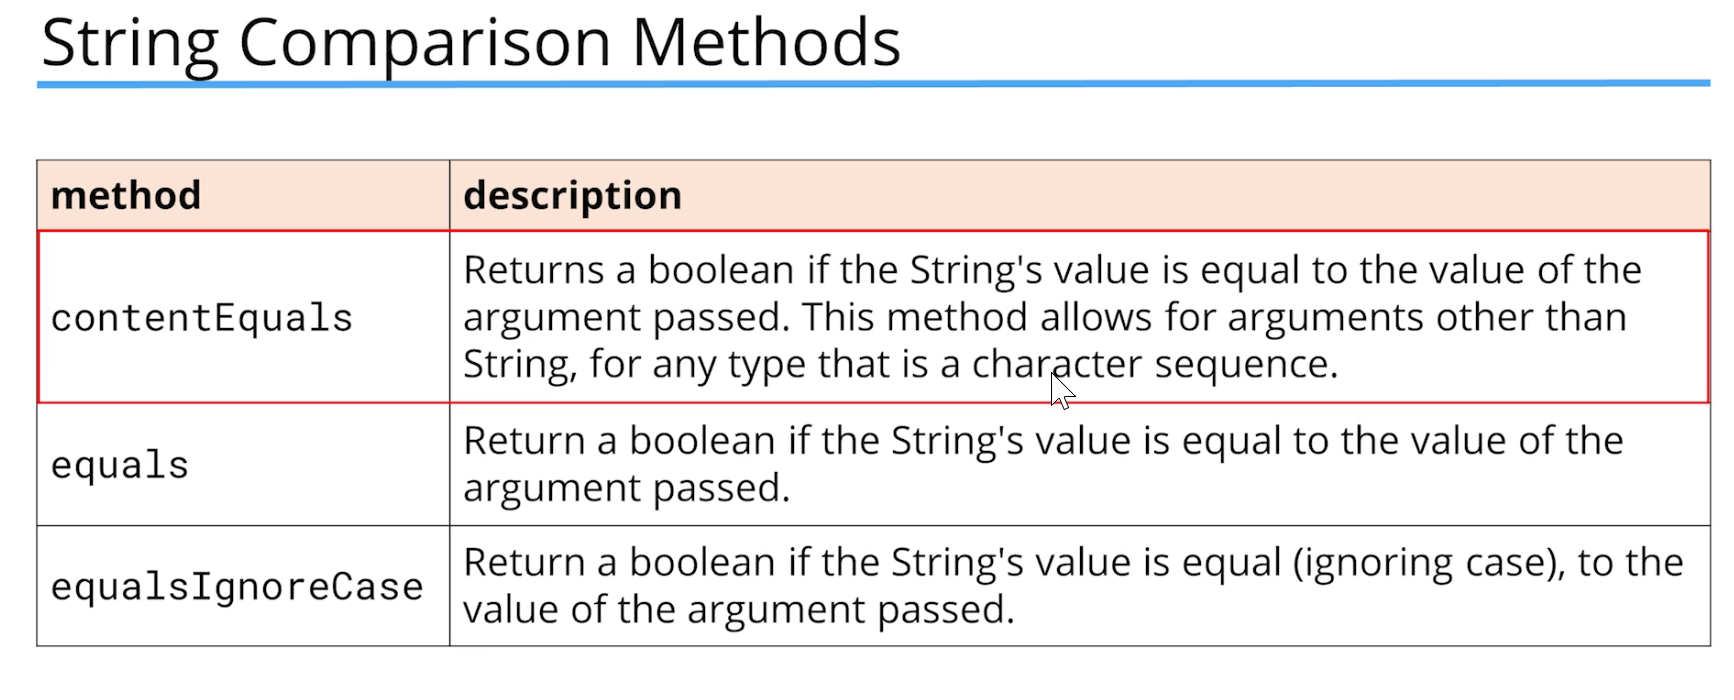 String Comparison Methods
method
description
contentEquals
Returns a boolean if the String's value is equal to the value of the
argument passed. This method allows for arguments other than
String, for any type that is a character sequence.
equals
Return a boolean if the String's value is equal to the value of the
argument passed.
equalsIgnoreCase
Return a boolean if the String's value is equal (ignoring case), to the
value of the argument passed.